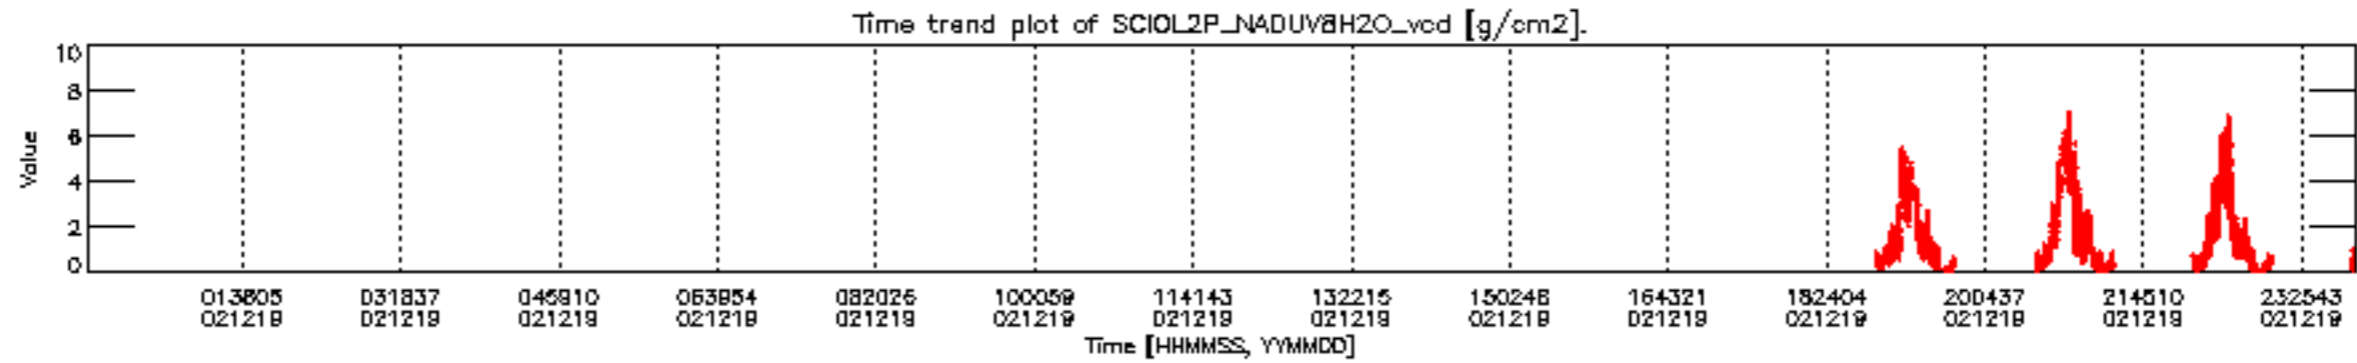 Time trend plot of SCIOL2P_NADUV8H2O_vcd [g/cm2].
10
8
6
4
2
0
Value
013805 031837 045910 063954 082026 100059 114143 132215 150248 164321 182404 200437 214510 232543
021219 021219 021219 021219 021219 021219 021219 021219 021219 021219 021219 021219 021219 021219
Time [HHMMSS, YYMMDD]